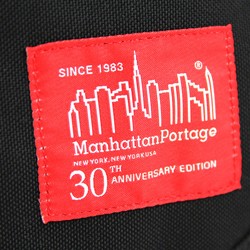 SINCE 1983
®
ManhattanPortage
NEW YORK, NEW YORK USA
30TH ANNIVERSARY EDITION